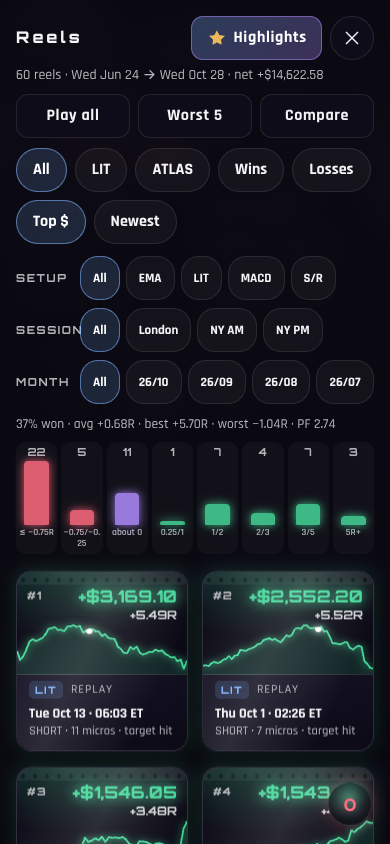 Reels
Highlights
60 reels · Wed Jun 24 → Wed Oct 28 · net +$14,622.58
Play all Worst 5 Compare
All LIT ATLAS Wins Losses
Top $ Newest
SETUP All EMA LIT MACD S/R
SESSION All London NY AM NY PM
MONTH All 26/10 26/09 26/08 26/07
37% won · avg +0.68R · best +5.70R · worst −1.04R · PF 2.74
22 5 11 1 7 4 7 3
≤ −0.75R −0.75/−0.25 about 0 0.25/1 1/2 2/3 3/5 5R+
#1 +$3,169.10
+5.49R
LIT REPLAY
Tue Oct 13 · 06:03 ET
SHORT · 11 micros · target hit
#2 +$2,552.20
+5.52R
LIT REPLAY
Thu Oct 1 · 02:26 ET
SHORT · 7 micros · target hit
#3 +$1,546.05
+3.48R
#4 +$1,543
O